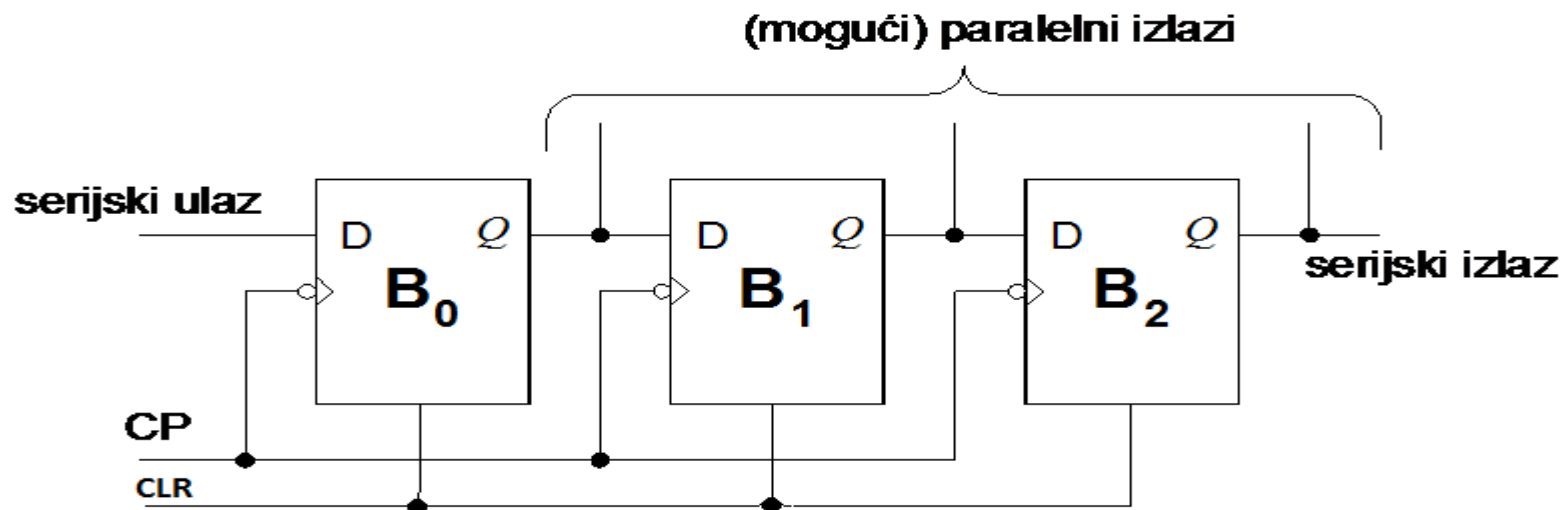 (mogući) paralelni izlazi
serijski ulaz
D Q
D Q
D Q
B0
B1
B2
serijski izlaz
CP
CLR